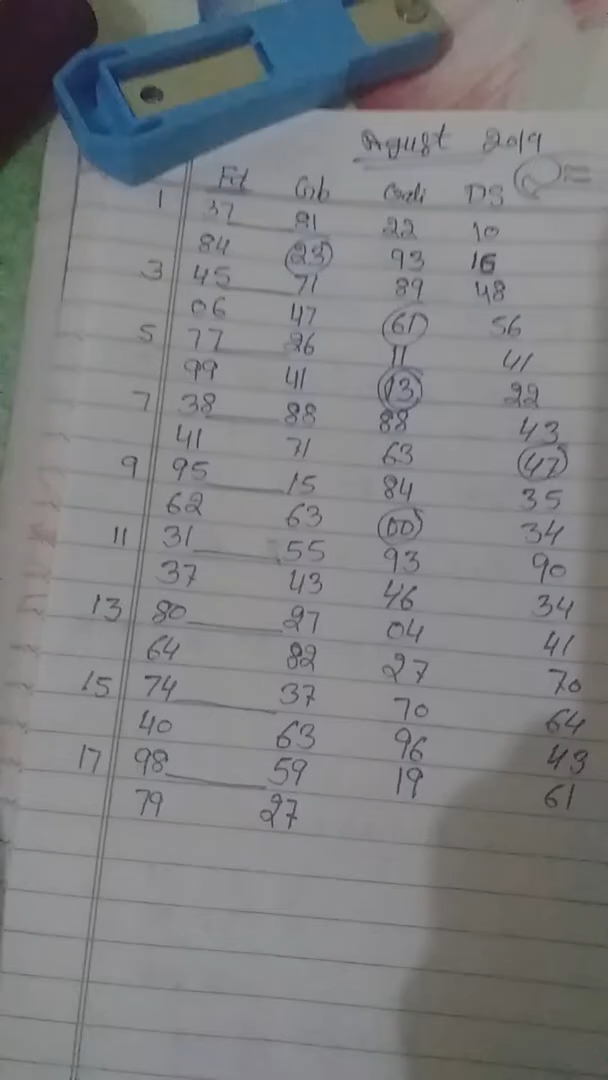 August 2019
Fd Grb Gali DS
1 37 21 22 10
84 23 93 16
3 45 71 89 48
06 47 61 56
5 77 26 11 41
99 41 13 22
7 38 88 88 43
41 71 63 47
9 95 15 84 35
62 63 00 34
11 31 55 93 90
37 43 46 34
13 80 27 04 41
64 82 27 70
15 74 37 70 64
40 63 96 43
17 98 59 19 61
79 27